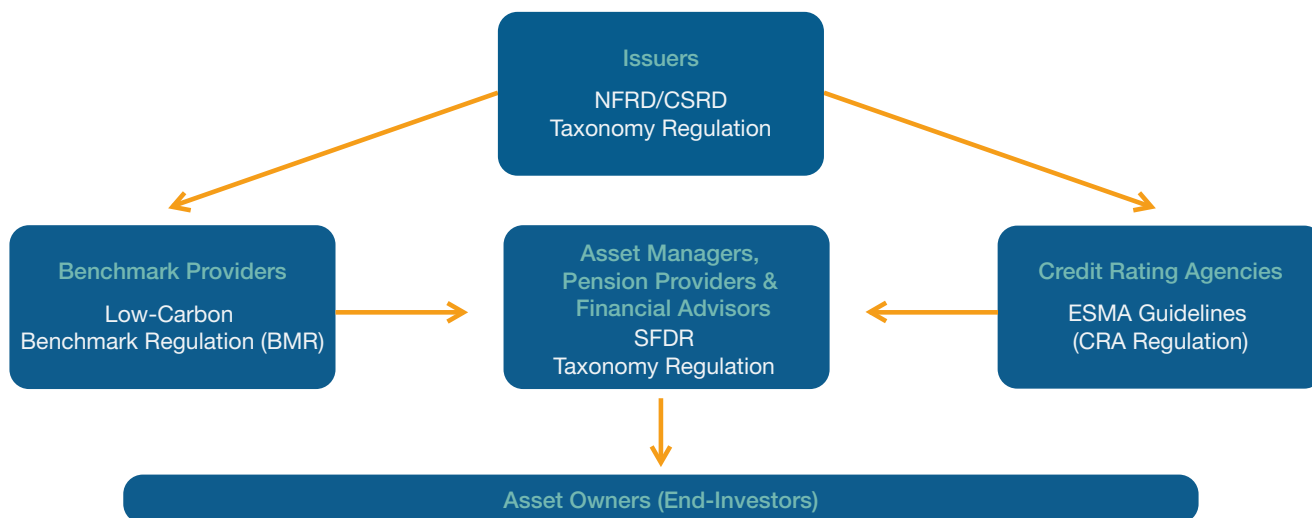 Issuers
NFRD/CSRD
Taxonomy Regulation
Benchmark Providers
Low-Carbon
Benchmark Regulation (BMR)
Asset Managers,
Pension Providers &
Financial Advisors
SFDR
Taxonomy Regulation
Credit Rating Agencies
ESMA Guidelines
(CRA Regulation)
Asset Owners (End-Investors)